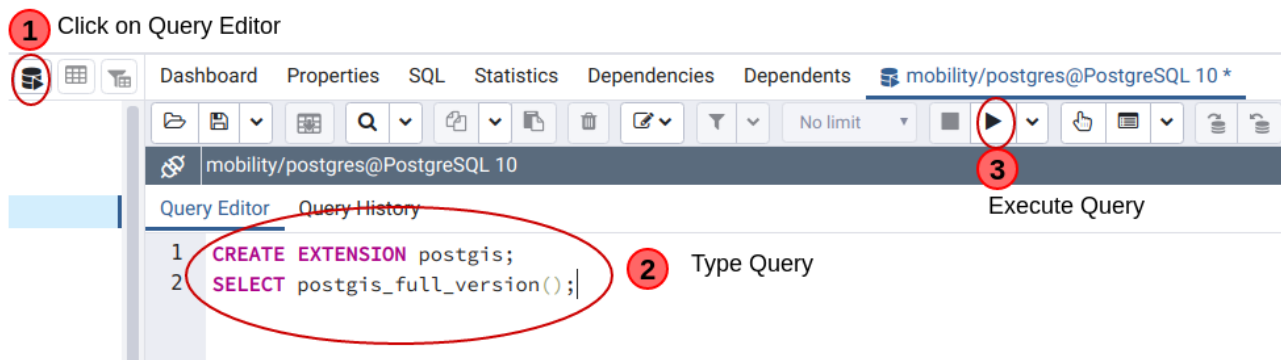 1 Click on Query Editor
Dashboard Properties SQL Statistics Dependencies Dependents mobility/postgres@PostgreSQL 10 *
No limit
mobility/postgres@PostgreSQL 10
3
Query Editor Query History
Execute Query
1 CREATE EXTENSION postgis;
2 SELECT postgis_full_version();
2 Type Query